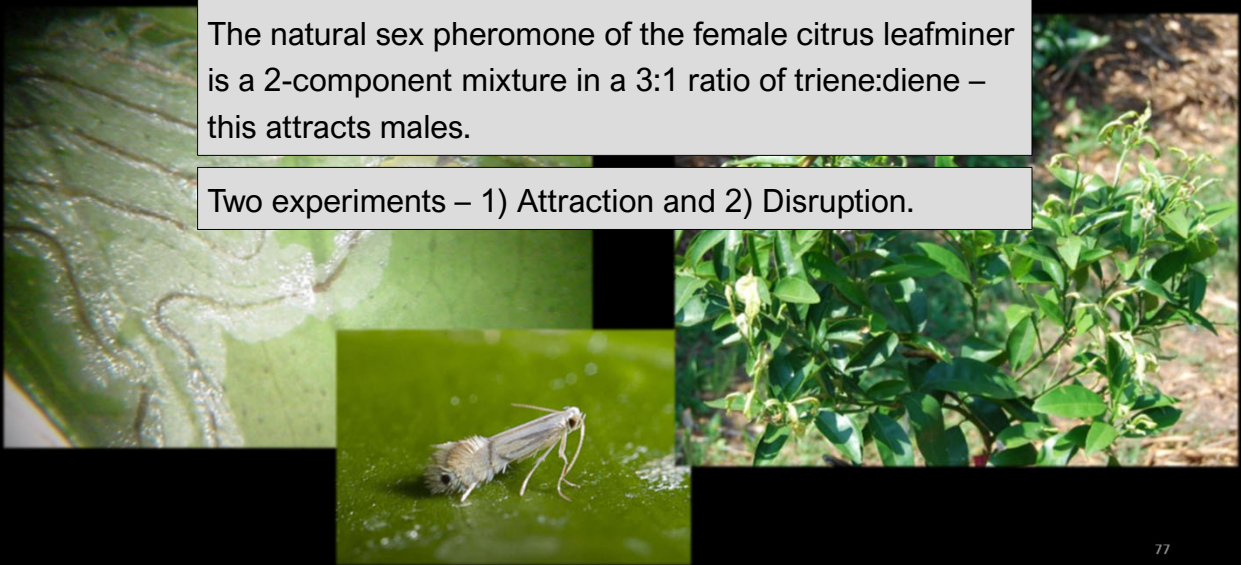 The natural sex pheromone of the female citrus leafminer
is a 2-component mixture in a 3:1 ratio of triene:diene –
this attracts males.
Two experiments – 1) Attraction and 2) Disruption.
77